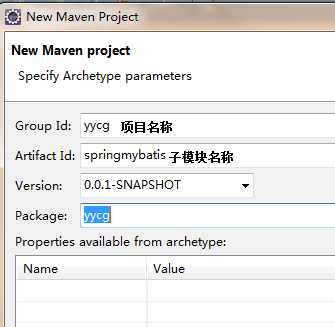 New Maven Project
New Maven project
Specify Archetype parameters
Group Id: yycg 项目名称
Artifact Id: springmybatis 子模块名称
Version: 0.0.1-SNAPSHOT
Package: yycg
Properties available from archetype:
Name Value